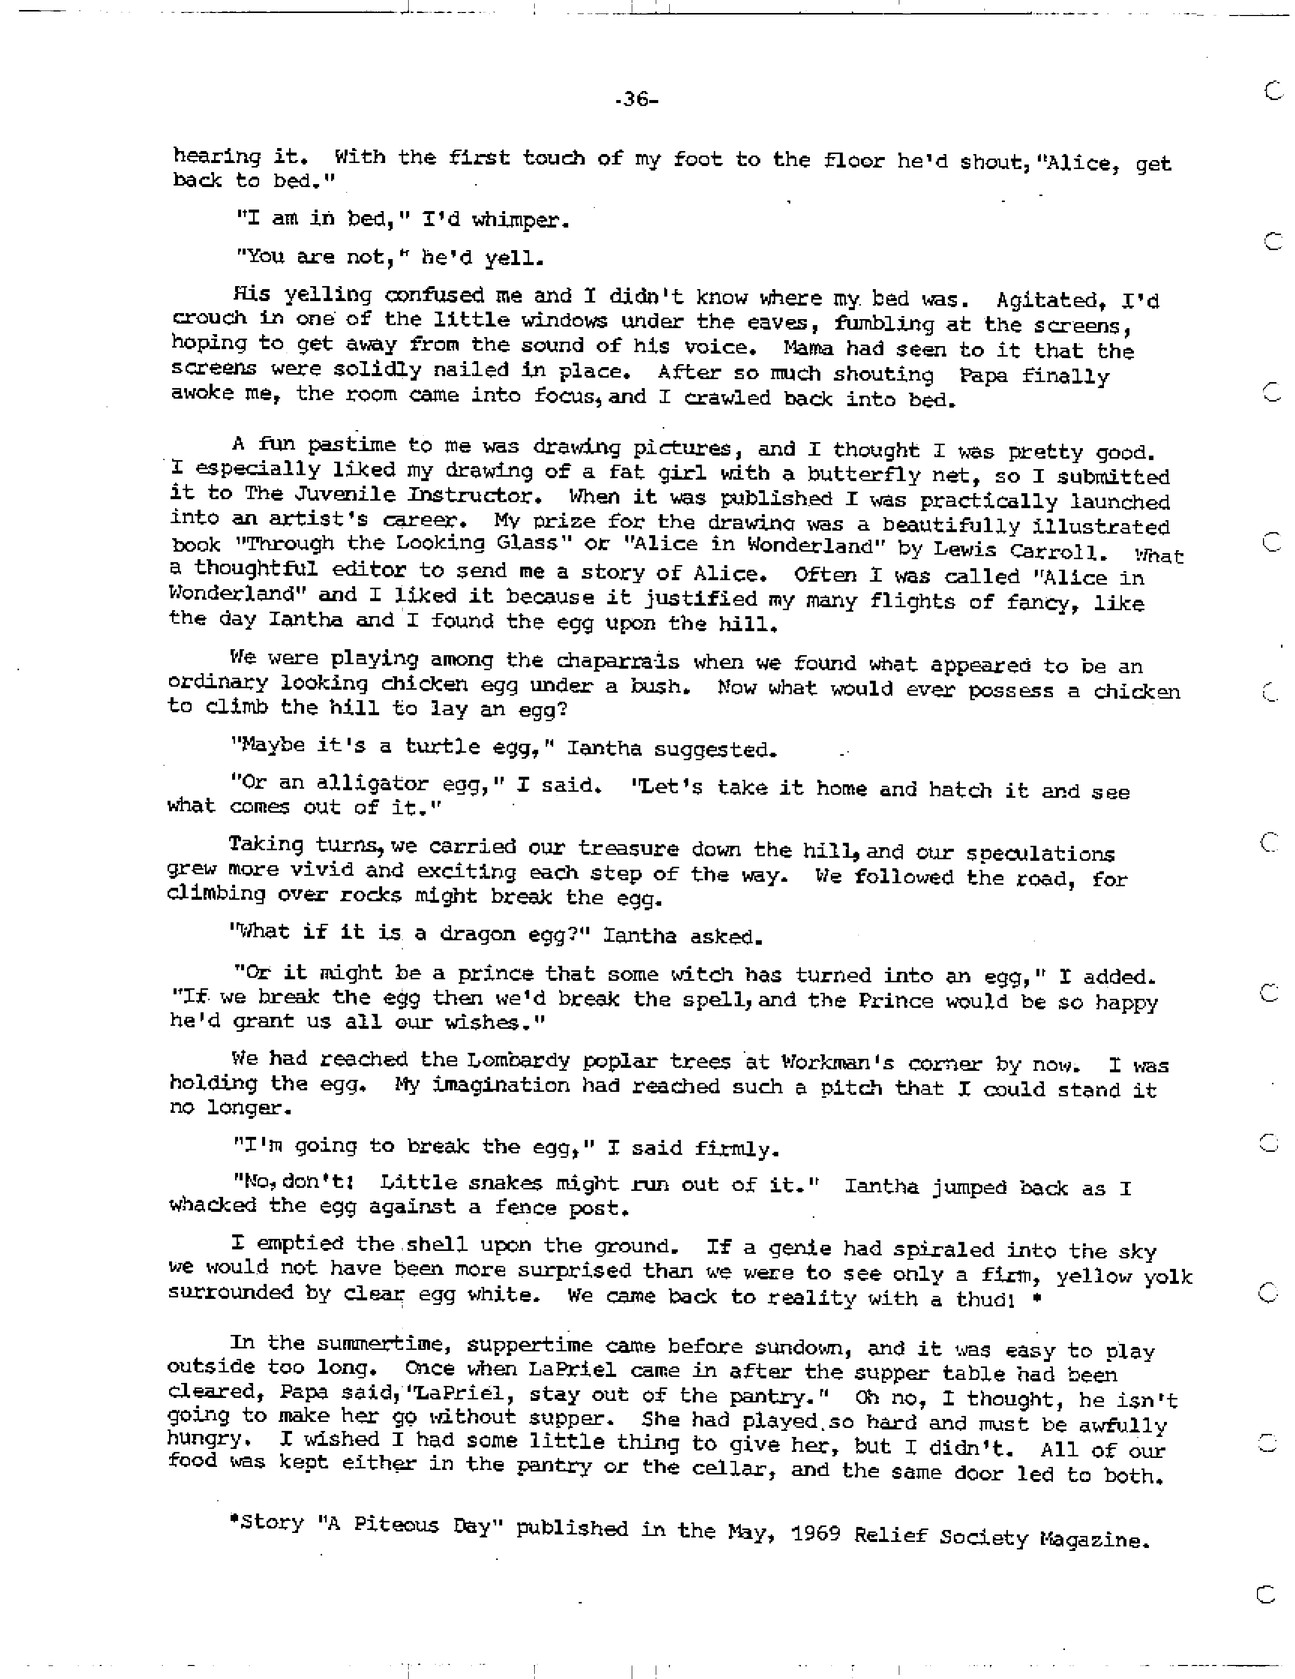 -36-
hearing it. With the first touch of my foot to the floor he'd shout,"Alice, get
back to bed."
"I am in bed," I'd whimper.
"You are not," he'd yell.
His yelling confused me and I didn't know where my bed was. Agitated, I'd
crouch in one of the little windows under the eaves, fumbling at the screens,
hoping to get away from the sound of his voice. Mama had seen to it that the
screens were solidly nailed in place. After so much shouting Papa finally
awoke me, the room came into focus,and I crawled back into bed.
A fun pastime to me was drawing pictures, and I thought I was pretty good.
I especially liked my drawing of a fat girl with a butterfly net, so I submitted
it to The Juvenile Instructor. When it was published I was practically launched
into an artist's career. My prize for the drawing was a beautifully illustrated
book "Through the Looking Glass" or "Alice in Wonderland" by Lewis Carroll. What
a thoughtful editor to send me a story of Alice. Often I was called "Alice in
Wonderland" and I liked it because it justified my many flights of fancy, like
the day Iantha and I found the egg upon the hill.
We were playing among the chaparrals when we found what appeared to be an
ordinary looking chicken egg under a bush. Now what would ever possess a chicken
to climb the hill to lay an egg?
"Maybe it's a turtle egg," Iantha suggested.
"Or an alligator egg," I said. "Let's take it home and hatch it and see
what comes out of it."
Taking turns,we carried our treasure down the hill,and our speculations
grew more vivid and exciting each step of the way. We followed the road, for
climbing over rocks might break the egg.
"What if it is a dragon egg?" Iantha asked.
"Or it might be a prince that some witch has turned into an egg," I added.
"If we break the egg then we'd break the spell,and the Prince would be so happy
he'd grant us all our wishes."
We had reached the Lombardy poplar trees at Workman's corner by now. I was
holding the egg. My imagination had reached such a pitch that I could stand it
no longer.
"I'm going to break the egg," I said firmly.
"No,don't! Little snakes might run out of it." Iantha jumped back as I
whacked the egg against a fence post.
I emptied the shell upon the ground. If a genie had spiraled into the sky
we would not have been more surprised than we were to see only a firm, yellow yolk
surrounded by clear egg white. We came back to reality with a thud! *
In the summertime, suppertime came before sundown, and it was easy to play
outside too long. Once when LaPriel came in after the supper table had been
cleared, Papa said,"LaPriel, stay out of the pantry." Oh no, I thought, he isn't
going to make her go without supper. She had played so hard and must be awfully
hungry. I wished I had some little thing to give her, but I didn't. All of our
food was kept either in the pantry or the cellar, and the same door led to both.
*Story "A Piteous Day" published in the May, 1969 Relief Society Magazine.